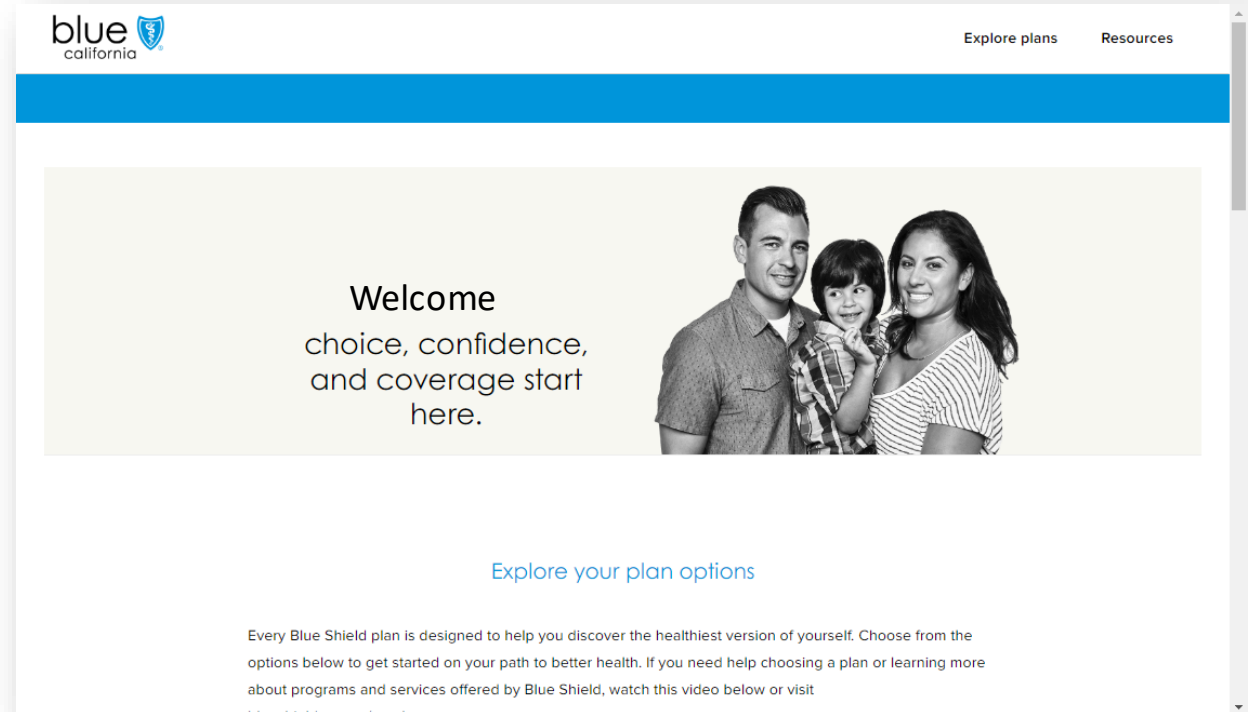 blue
california
Explore plans
Resources
Welcome
choice, confidence,
and coverage start
here.
Explore your plan options
Every Blue Shield plan is designed to help you discover the healthiest version of yourself. Choose from the
options below to get started on your path to better health. If you need help choosing a plan or learning more
about programs and services offered by Blue Shield, watch this video below or visit